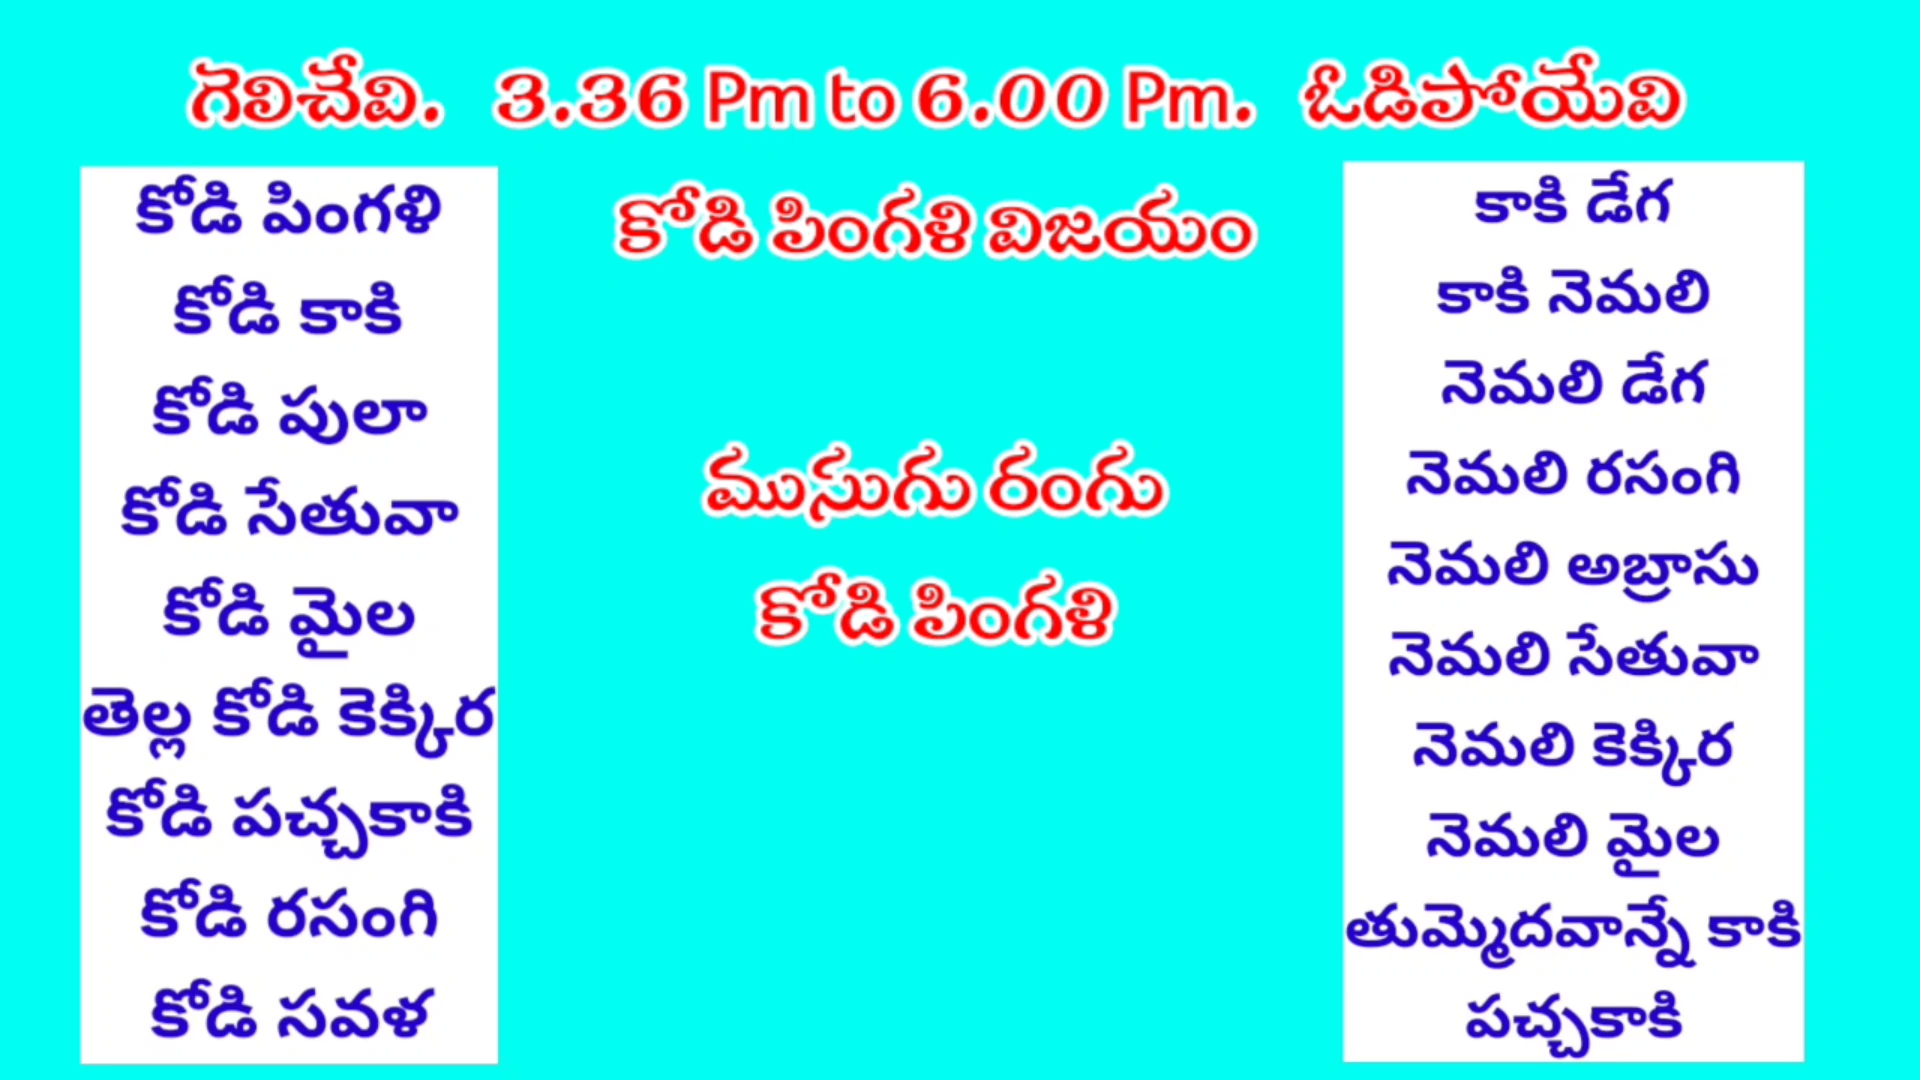 గెలిచేవి. 3.36 Pm to 6.00 Pm. ఓడిపోయేవి
కోడి పింగళి విజయం
ముసుగు రంగు
కోడి పింగళి
కోడి పింగళి
కోడి కాకి
కోడి పులా
కోడి సేతువా
కోడి మైల
తెల్ల కోడి కెక్కిర
కోడి పచ్చకాకి
కోడి రసంగి
కోడి సవళ
కాకి డేగ
కాకి నెమలి
నెమలి డేగ
నెమలి రసంగి
నెమలి అబ్రాసు
నెమలి సేతువా
నెమలి కెక్కిర
నెమలి మైల
తుమ్మెదవాన్నే కాకి
పచ్చకాకి